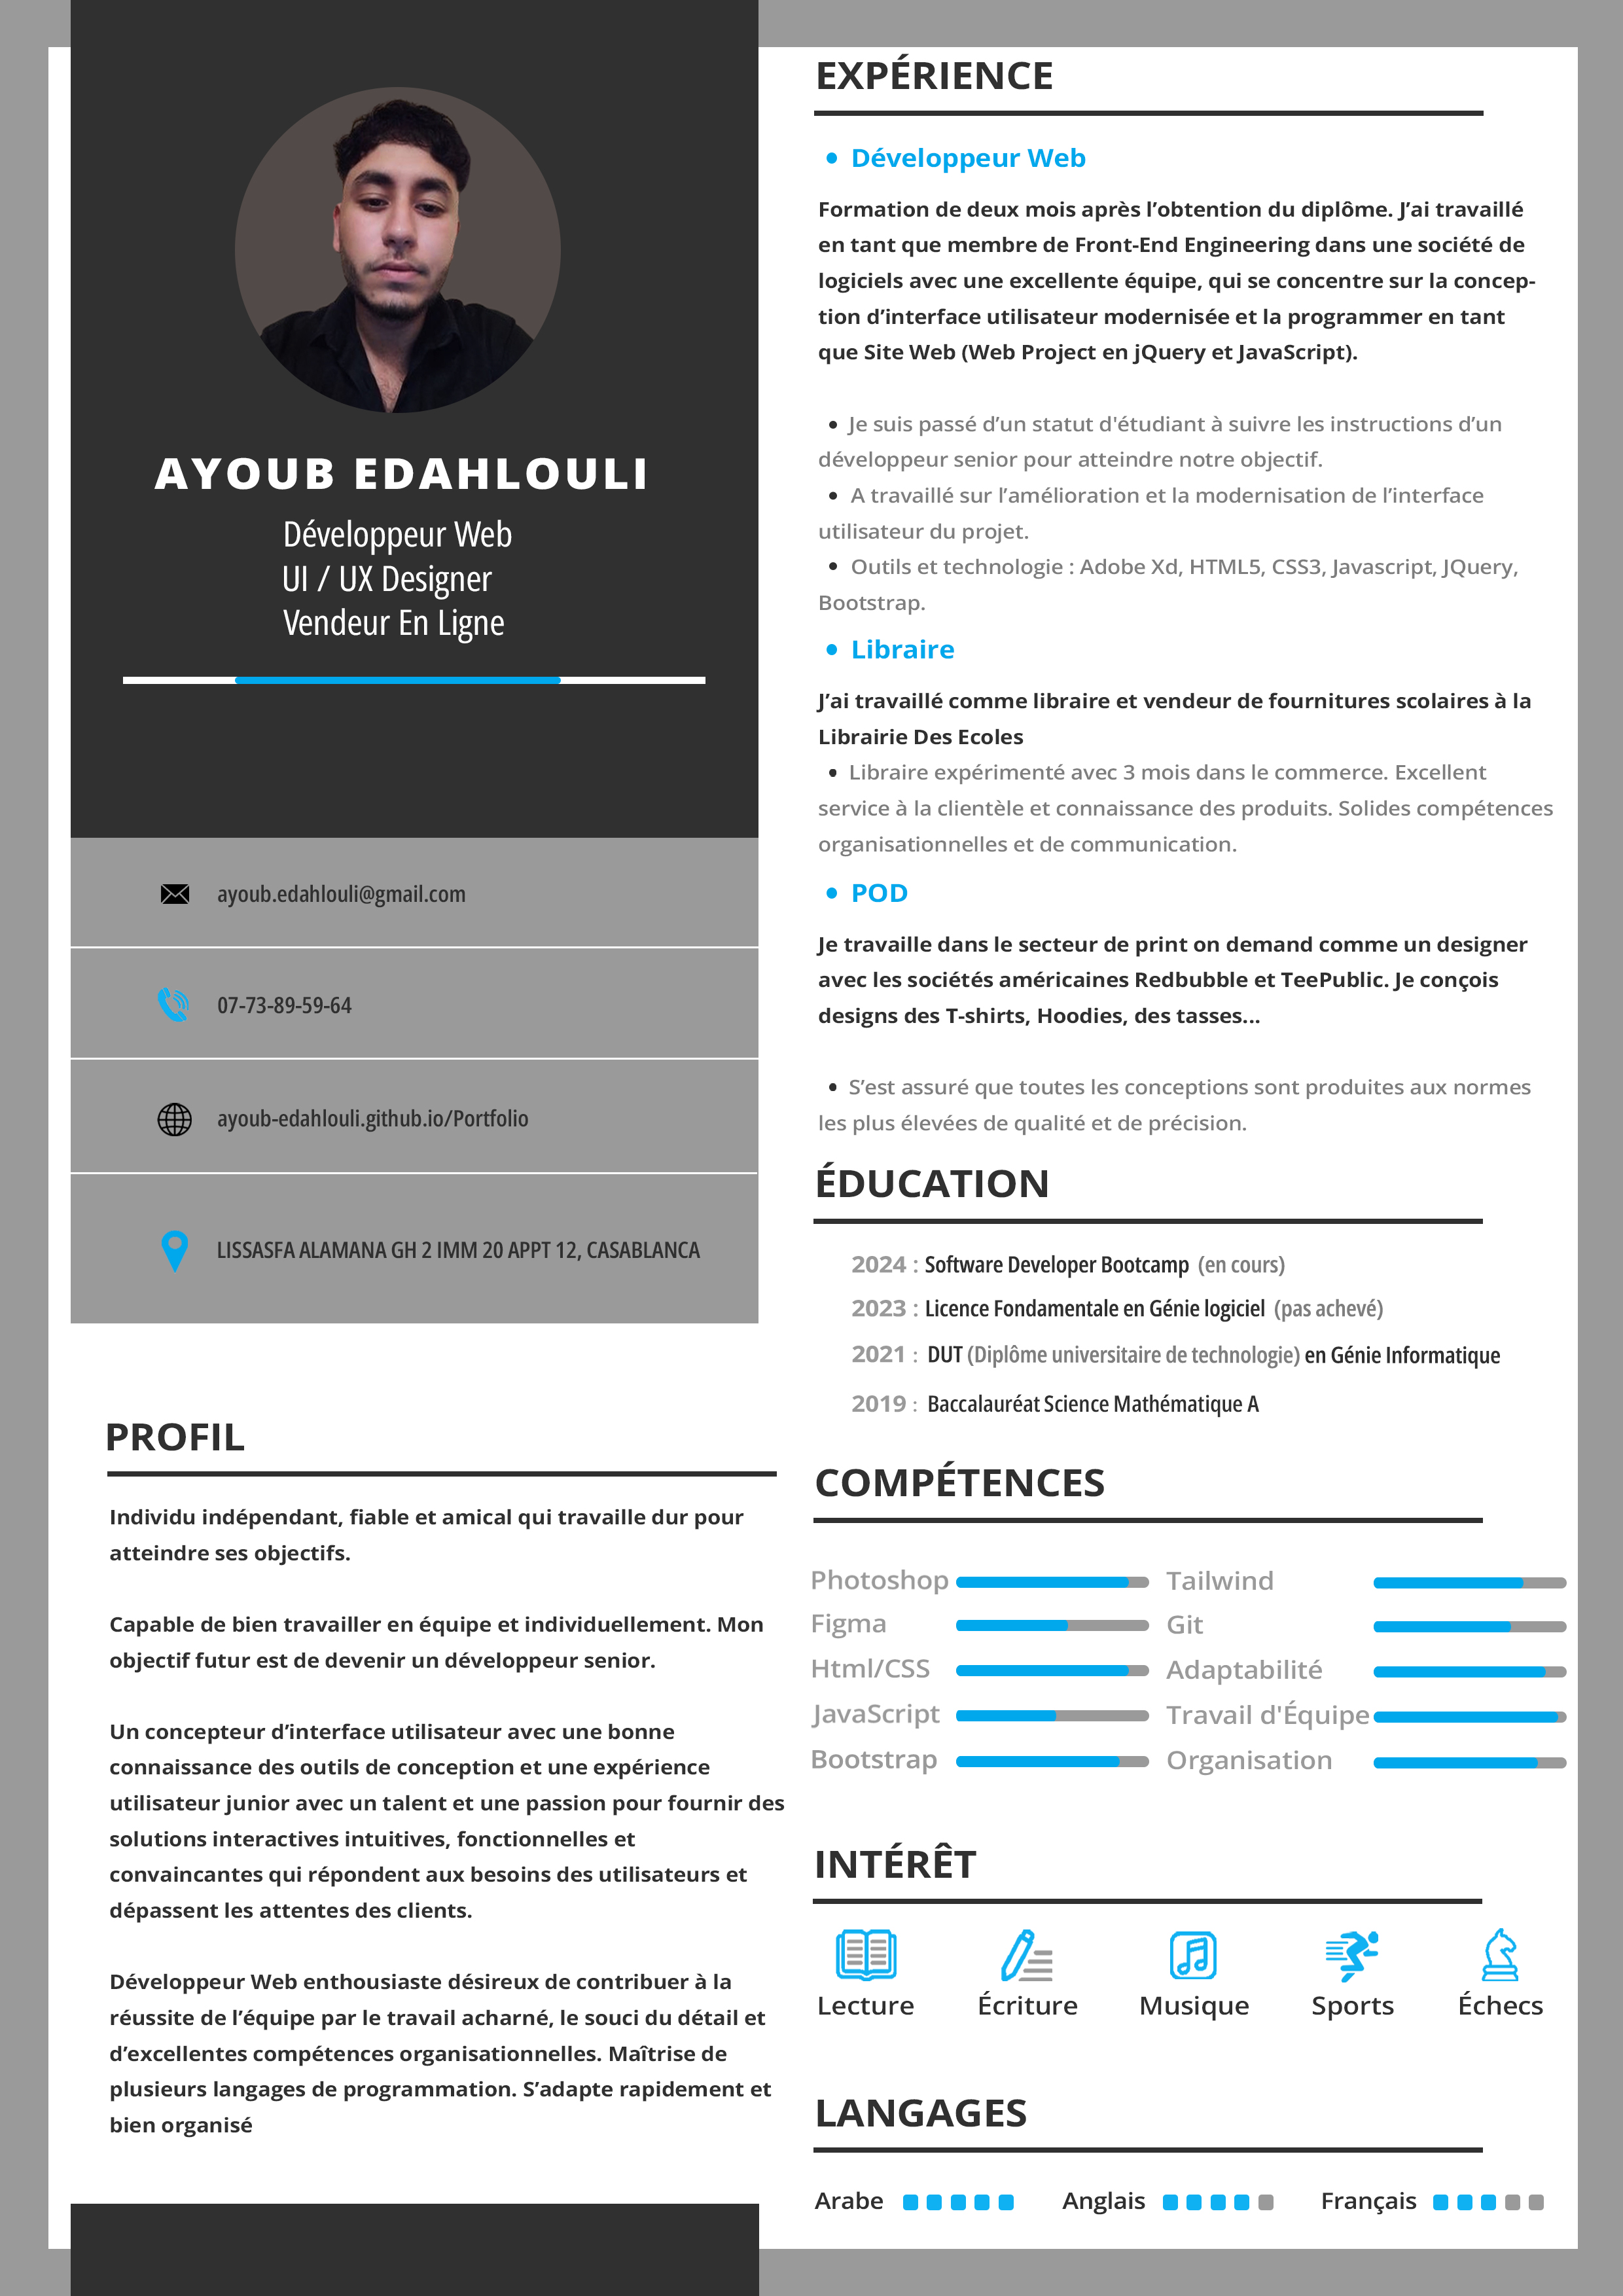 AYOUB EDAHLOULI
Développeur Web
UI / UX Designer
Vendeur En Ligne
ayoub.edahlouli@gmail.com
07-73-89-59-64
ayoub-edahlouli.github.io/Portfolio
LISSASFA ALAMANA GH 2 IMM 20 APPT 12, CASABLANCA
PROFIL
Individu indépendant, fiable et amical qui travaille dur pour
atteindre ses objectifs.
Capable de bien travailler en équipe et individuellement. Mon
objectif futur est de devenir un développeur senior.
Un concepteur d’interface utilisateur avec une bonne
connaissance des outils de conception et une expérience
utilisateur junior avec un talent et une passion pour fournir des
solutions interactives intuitives, fonctionnelles et
convaincantes qui répondent aux besoins des utilisateurs et
dépassent les attentes des clients.
Développeur Web enthousiaste désireux de contribuer à la
réussite de l’équipe par le travail acharné, le souci du détail et
d’excellentes compétences organisationnelles. Maîtrise de
plusieurs langages de programmation. S’adapte rapidement et
bien organisé
EXPÉRIENCE
• Développeur Web
Formation de deux mois après l’obtention du diplôme. J’ai travaillé
en tant que membre de Front-End Engineering dans une société de
logiciels avec une excellente équipe, qui se concentre sur la concep-
tion d’interface utilisateur modernisée et la programmer en tant
que Site Web (Web Project en jQuery et JavaScript).
• Je suis passé d’un statut d'étudiant à suivre les instructions d’un
développeur senior pour atteindre notre objectif.
• A travaillé sur l’amélioration et la modernisation de l’interface
utilisateur du projet.
• Outils et technologie : Adobe Xd, HTML5, CSS3, Javascript, JQuery,
Bootstrap.
• Libraire
J’ai travaillé comme libraire et vendeur de fournitures scolaires à la
Librairie Des Ecoles
• Libraire expérimenté avec 3 mois dans le commerce. Excellent
service à la clientèle et connaissance des produits. Solides compétences
organisationnelles et de communication.
• POD
Je travaille dans le secteur de print on demand comme un designer
avec les sociétés américaines Redbubble et TeePublic. Je conçois
designs des T-shirts, Hoodies, des tasses...
• S’est assuré que toutes les conceptions sont produites aux normes
les plus élevées de qualité et de précision.
ÉDUCATION
2024 : Software Developer Bootcamp (en cours)
2023 : Licence Fondamentale en Génie logiciel (pas achevé)
2021 : DUT (Diplôme universitaire de technologie) en Génie Informatique
2019 : Baccalauréat Science Mathématique A
COMPÉTENCES
Photoshop Tailwind
Figma Git
Html/CSS Adaptabilité
JavaScript Travail d'Équipe
Bootstrap Organisation
INTÉRÊT
Lecture Écriture Musique Sports Échecs
LANGAGES
Arabe Anglais Français